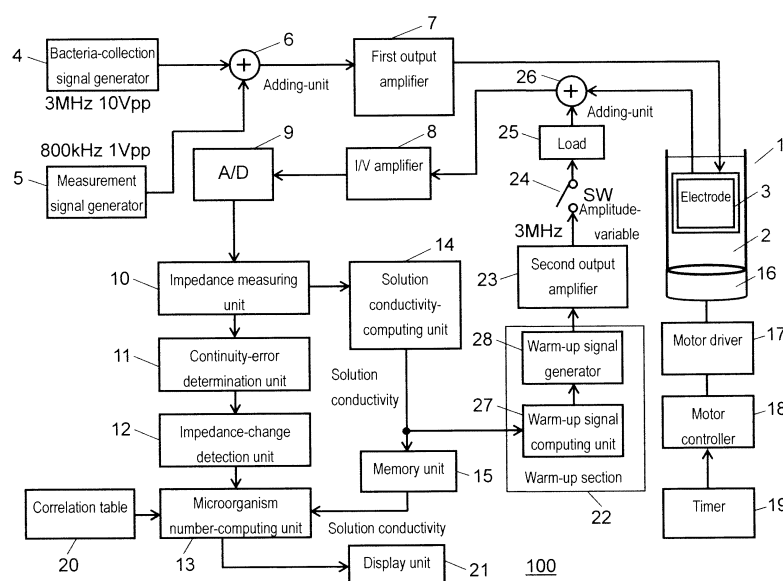 4
Bacteria-collection
signal generator
3MHz 10Vpp
6
Adding-unit
7
First output
amplifier
26
Adding-unit
800kHz 1Vpp
5
Measurement
signal generator
9
A/D
8
I/V amplifier
25
Load
24
SW
Amplitude-
variable
3MHz
1
Electrode
3
2
16
10
Impedance measuring
unit
14
Solution
conductivity-
computing unit
23
Second output
amplifier
Motor driver
17
11
Continuity-error
determination unit
Solution
conductivity
28
Warm-up signal
generator
27
Warm-up signal
computing unit
Warm-up section
22
Motor
controller
18
12
Impedance-change
detection unit
Memory unit
15
Timer
19
Correlation table
20
Microorganism
number-computing unit
13
Solution conductivity
Display unit
21
100